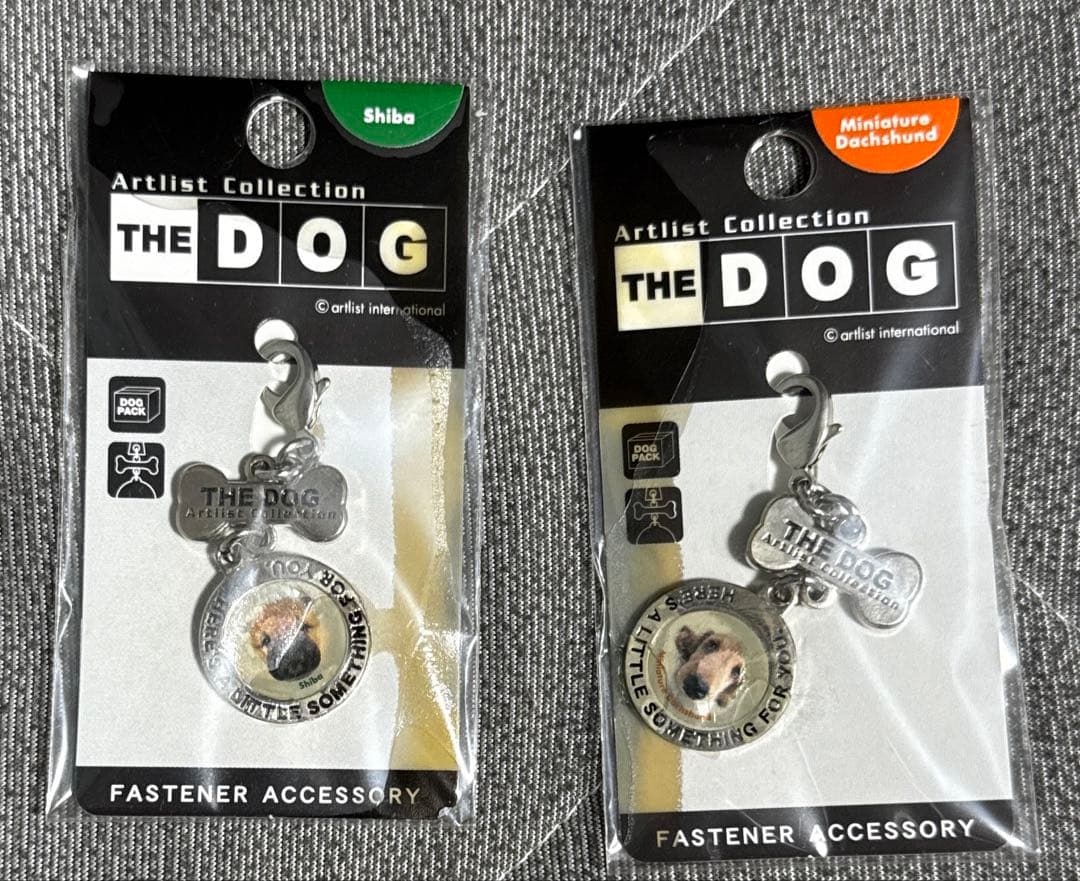 Shiba
Artlist Collection
THE DOG
© artlist international
DOG
PACK
THE DOG
Artlist Collection
HERE'S A LITTLE SOMETHING FOR YOU.
Shiba
FASTENER ACCESSORY
Miniature
Dachshund
Artlist Collection
THE DOG
© artlist international
DOG
PACK
THE DOG
Artlist Collection
HERE'S A LITTLE SOMETHING FOR YOU.
Miniature Dachshund
FASTENER ACCESSORY